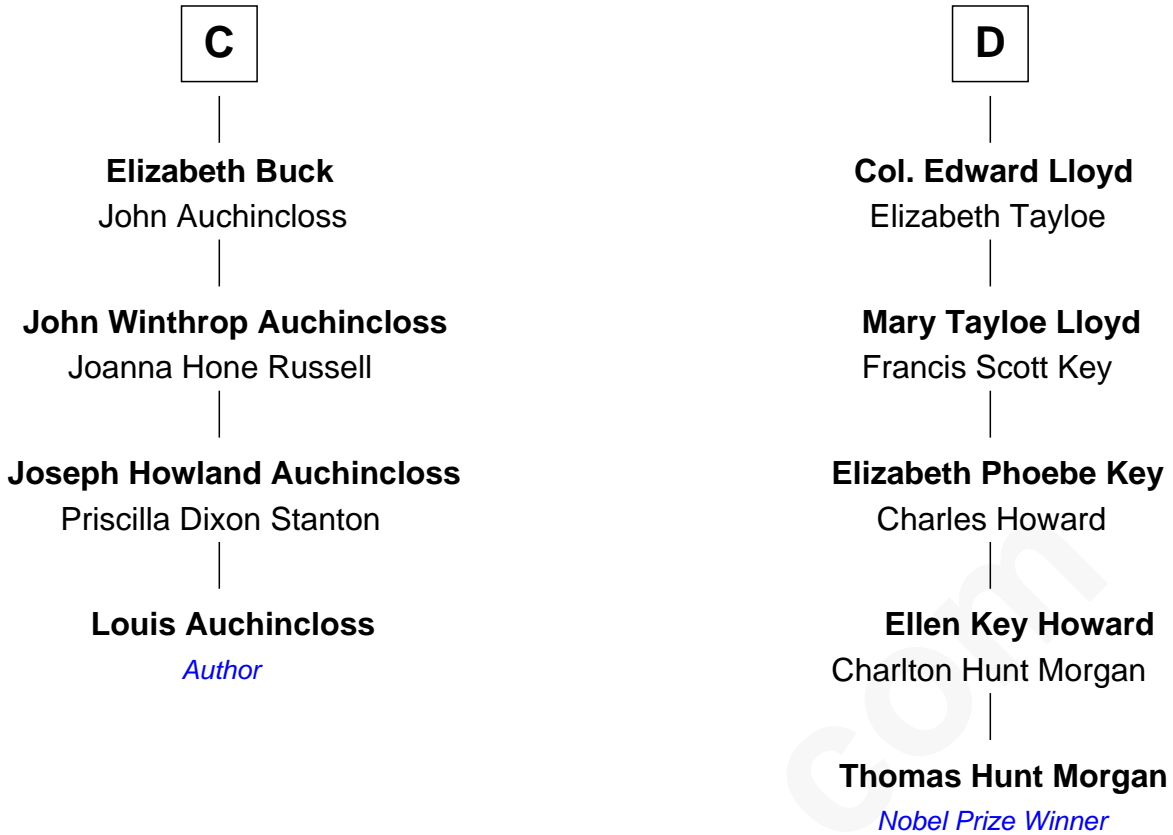 C
Elizabeth Buck
John Auchincloss
John Winthrop Auchincloss
Joanna Hone Russell
Joseph Howland Auchincloss
Priscilla Dixon Stanton
Louis Auchincloss
Author
D
Col. Edward Lloyd
Elizabeth Tayloe
Mary Tayloe Lloyd
Francis Scott Key
Elizabeth Phoebe Key
Charles Howard
Ellen Key Howard
Charlton Hunt Morgan
Thomas Hunt Morgan
Nobel Prize Winner
com